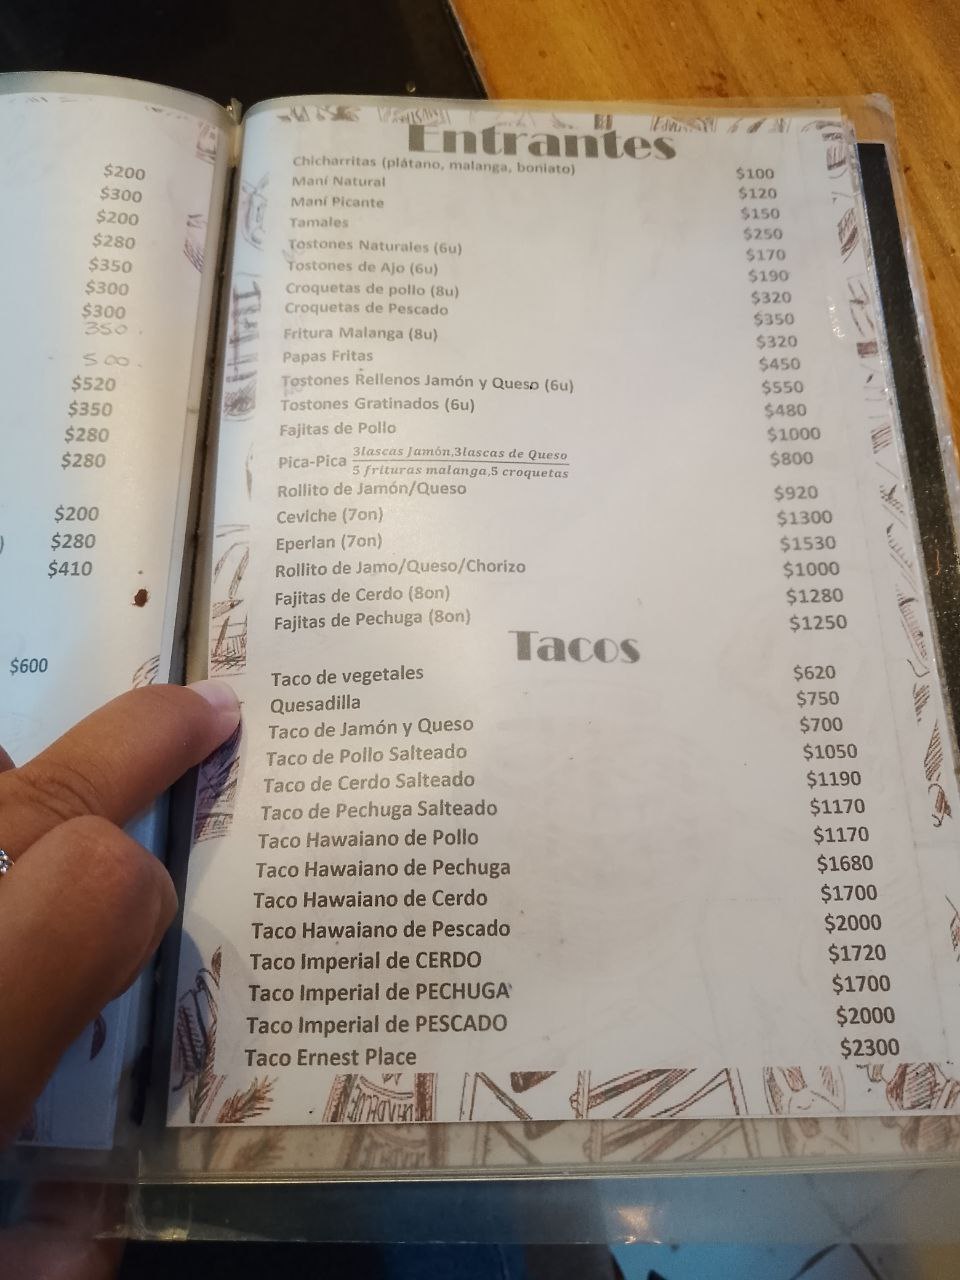 $200
$300
$200
$280
$350
$300
$300
350.
500.
$520
$350
$280
$280
$200
) $280
$410
$600
Entrantes
Chicharritas (plátano, malanga, boniato) $100
Maní Natural $120
Maní Picante $150
Tamales $250
Tostones Naturales (6u) $170
Tostones de Ajo (6u) $190
Croquetas de pollo (8u) $320
Croquetas de Pescado $350
Fritura Malanga (8u) $320
Papas Fritas $450
Tostones Rellenos Jamón y Queso (6u) $550
Tostones Gratinados (6u) $480
Fajitas de Pollo $1000
Pica-Pica 3lascas Jamón,3lascas de Queso $800
5 frituras malanga,5 croquetas
Rollito de Jamón/Queso $920
Ceviche (7on) $1300
Eperlan (7on) $1530
Rollito de Jamo/Queso/Chorizo $1000
Fajitas de Cerdo (8on) $1280
Fajitas de Pechuga (8on) $1250
Tacos
Taco de vegetales $620
Quesadilla $750
Taco de Jamón y Queso $700
Taco de Pollo Salteado $1050
Taco de Cerdo Salteado $1190
Taco de Pechuga Salteado $1170
Taco Hawaiano de Pollo $1170
Taco Hawaiano de Pechuga $1680
Taco Hawaiano de Cerdo $1700
Taco Hawaiano de Pescado $2000
Taco Imperial de CERDO $1720
Taco Imperial de PECHUGA $1700
Taco Imperial de PESCADO $2000
Taco Ernest Place $2300